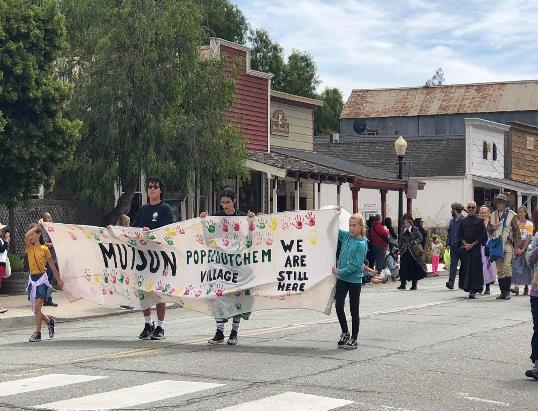 MUTSUN
POPELOUTCHEM
VILLAGE
WE
ARE
STILL
HERE